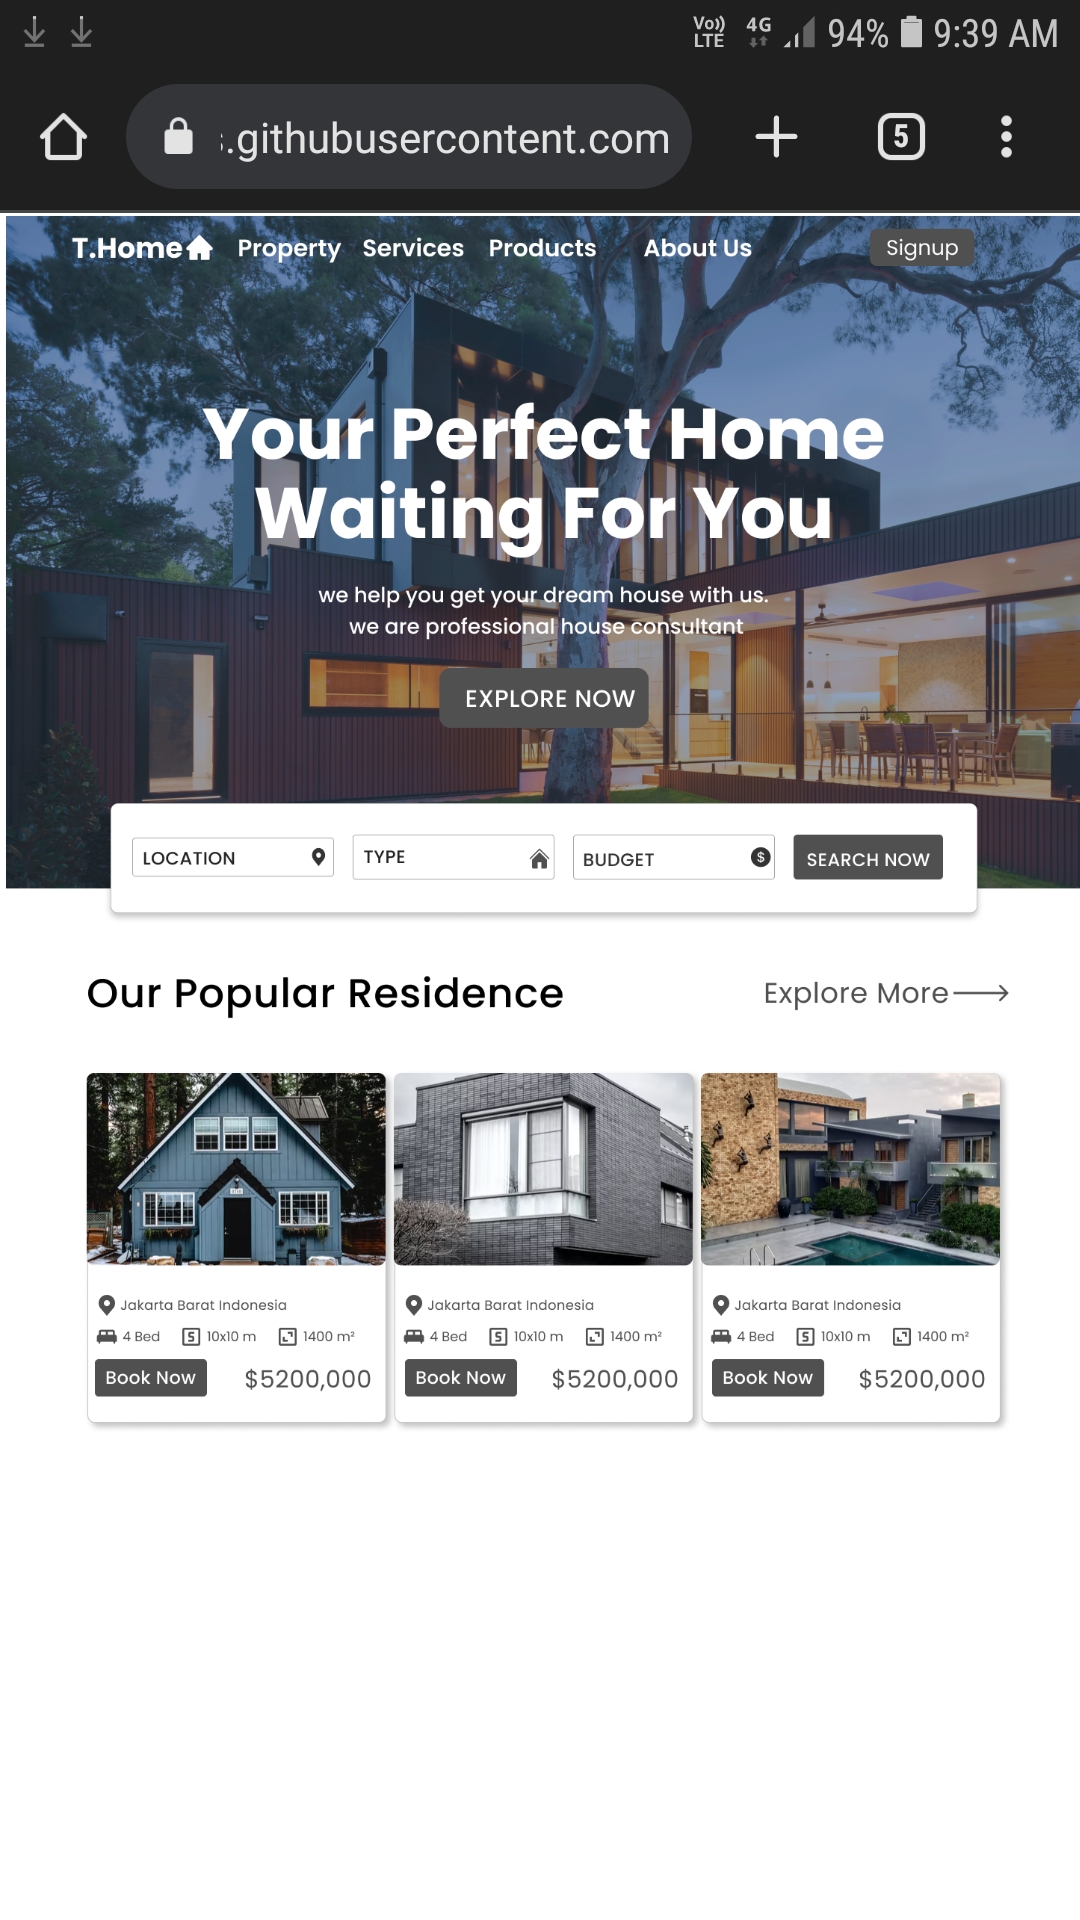 Vo)) LTE 4G 94% 9:39 AM
.githubusercontent.com 5
T.Home Property Services Products About Us Signup
Your Perfect Home
Waiting For You
we help you get your dream house with us.
we are professional house consultant
EXPLORE NOW
LOCATION TYPE BUDGET $ SEARCH NOW
Our Popular Residence Explore More
Jakarta Barat Indonesia Jakarta Barat Indonesia Jakarta Barat Indonesia
4 Bed S 10x10 m 1400 m² 4 Bed S 10x10 m 1400 m² 4 Bed S 10x10 m 1400 m²
Book Now $5200,000 Book Now $5200,000 Book Now $5200,000